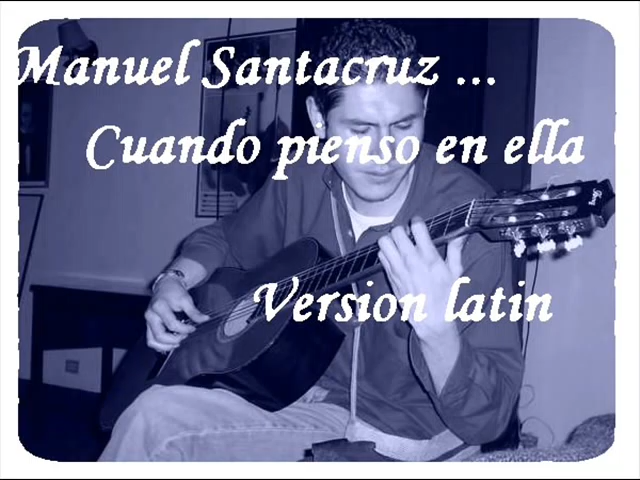 Manuel Santacruz ...
Cuando pienso en ella
Version latin